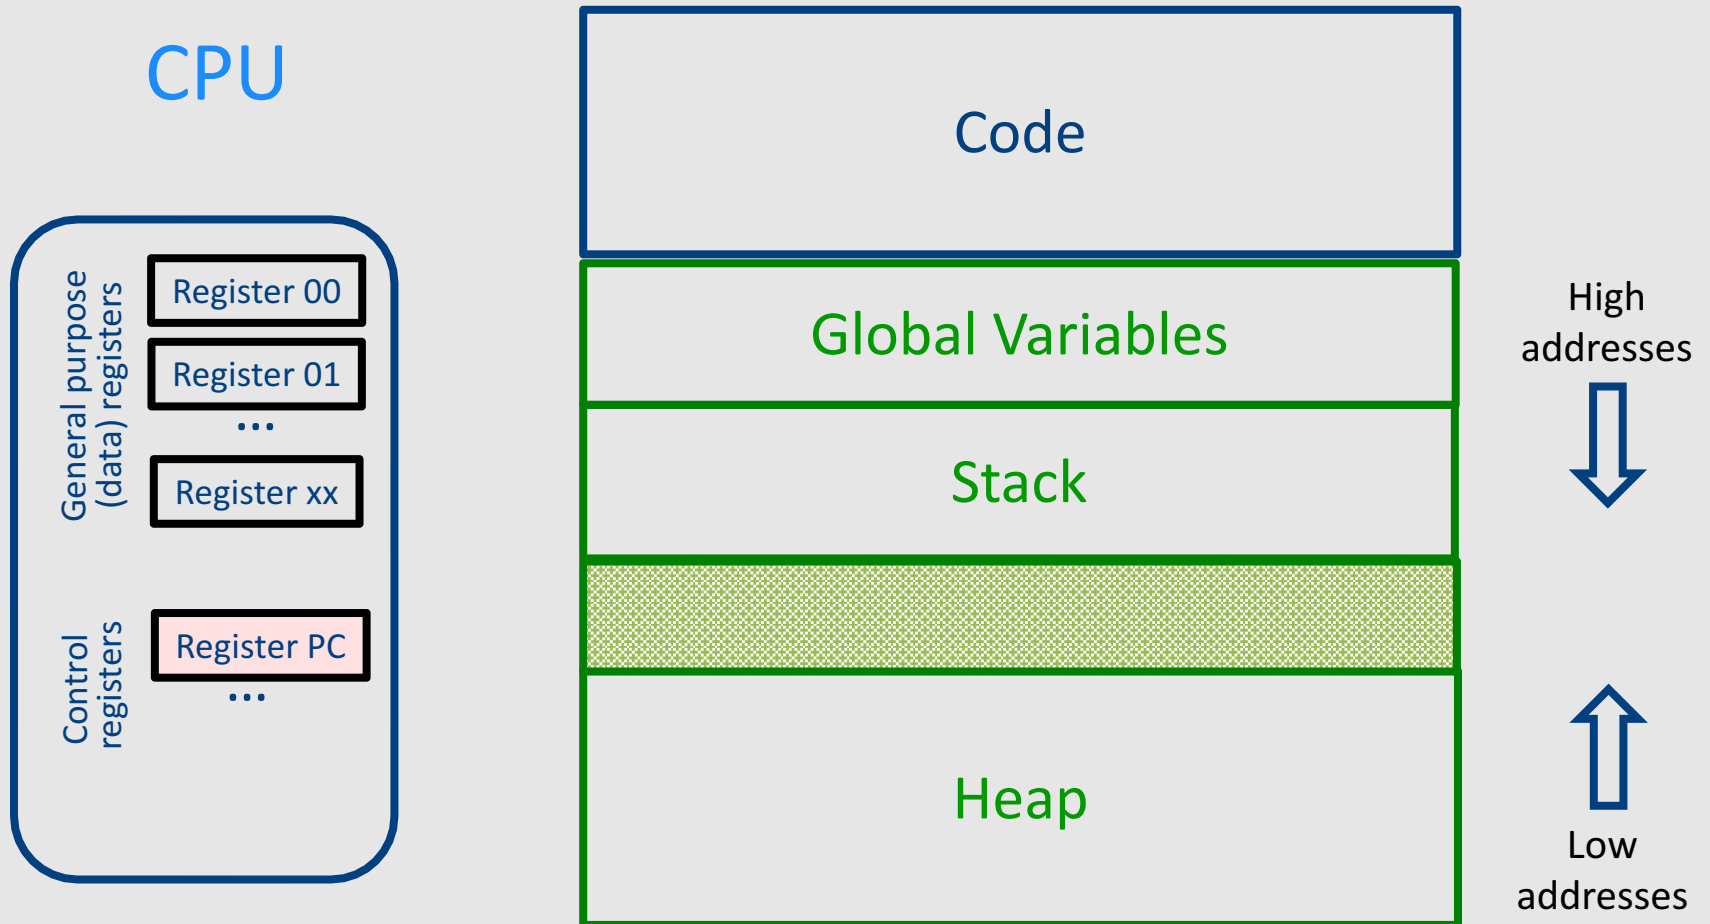 CPU
General purpose
(data) registers
Register 00
Register 01
...
Register xx
Control
registers
Register PC
...
Code
Global Variables
Stack
Heap
High
addresses
Low
addresses